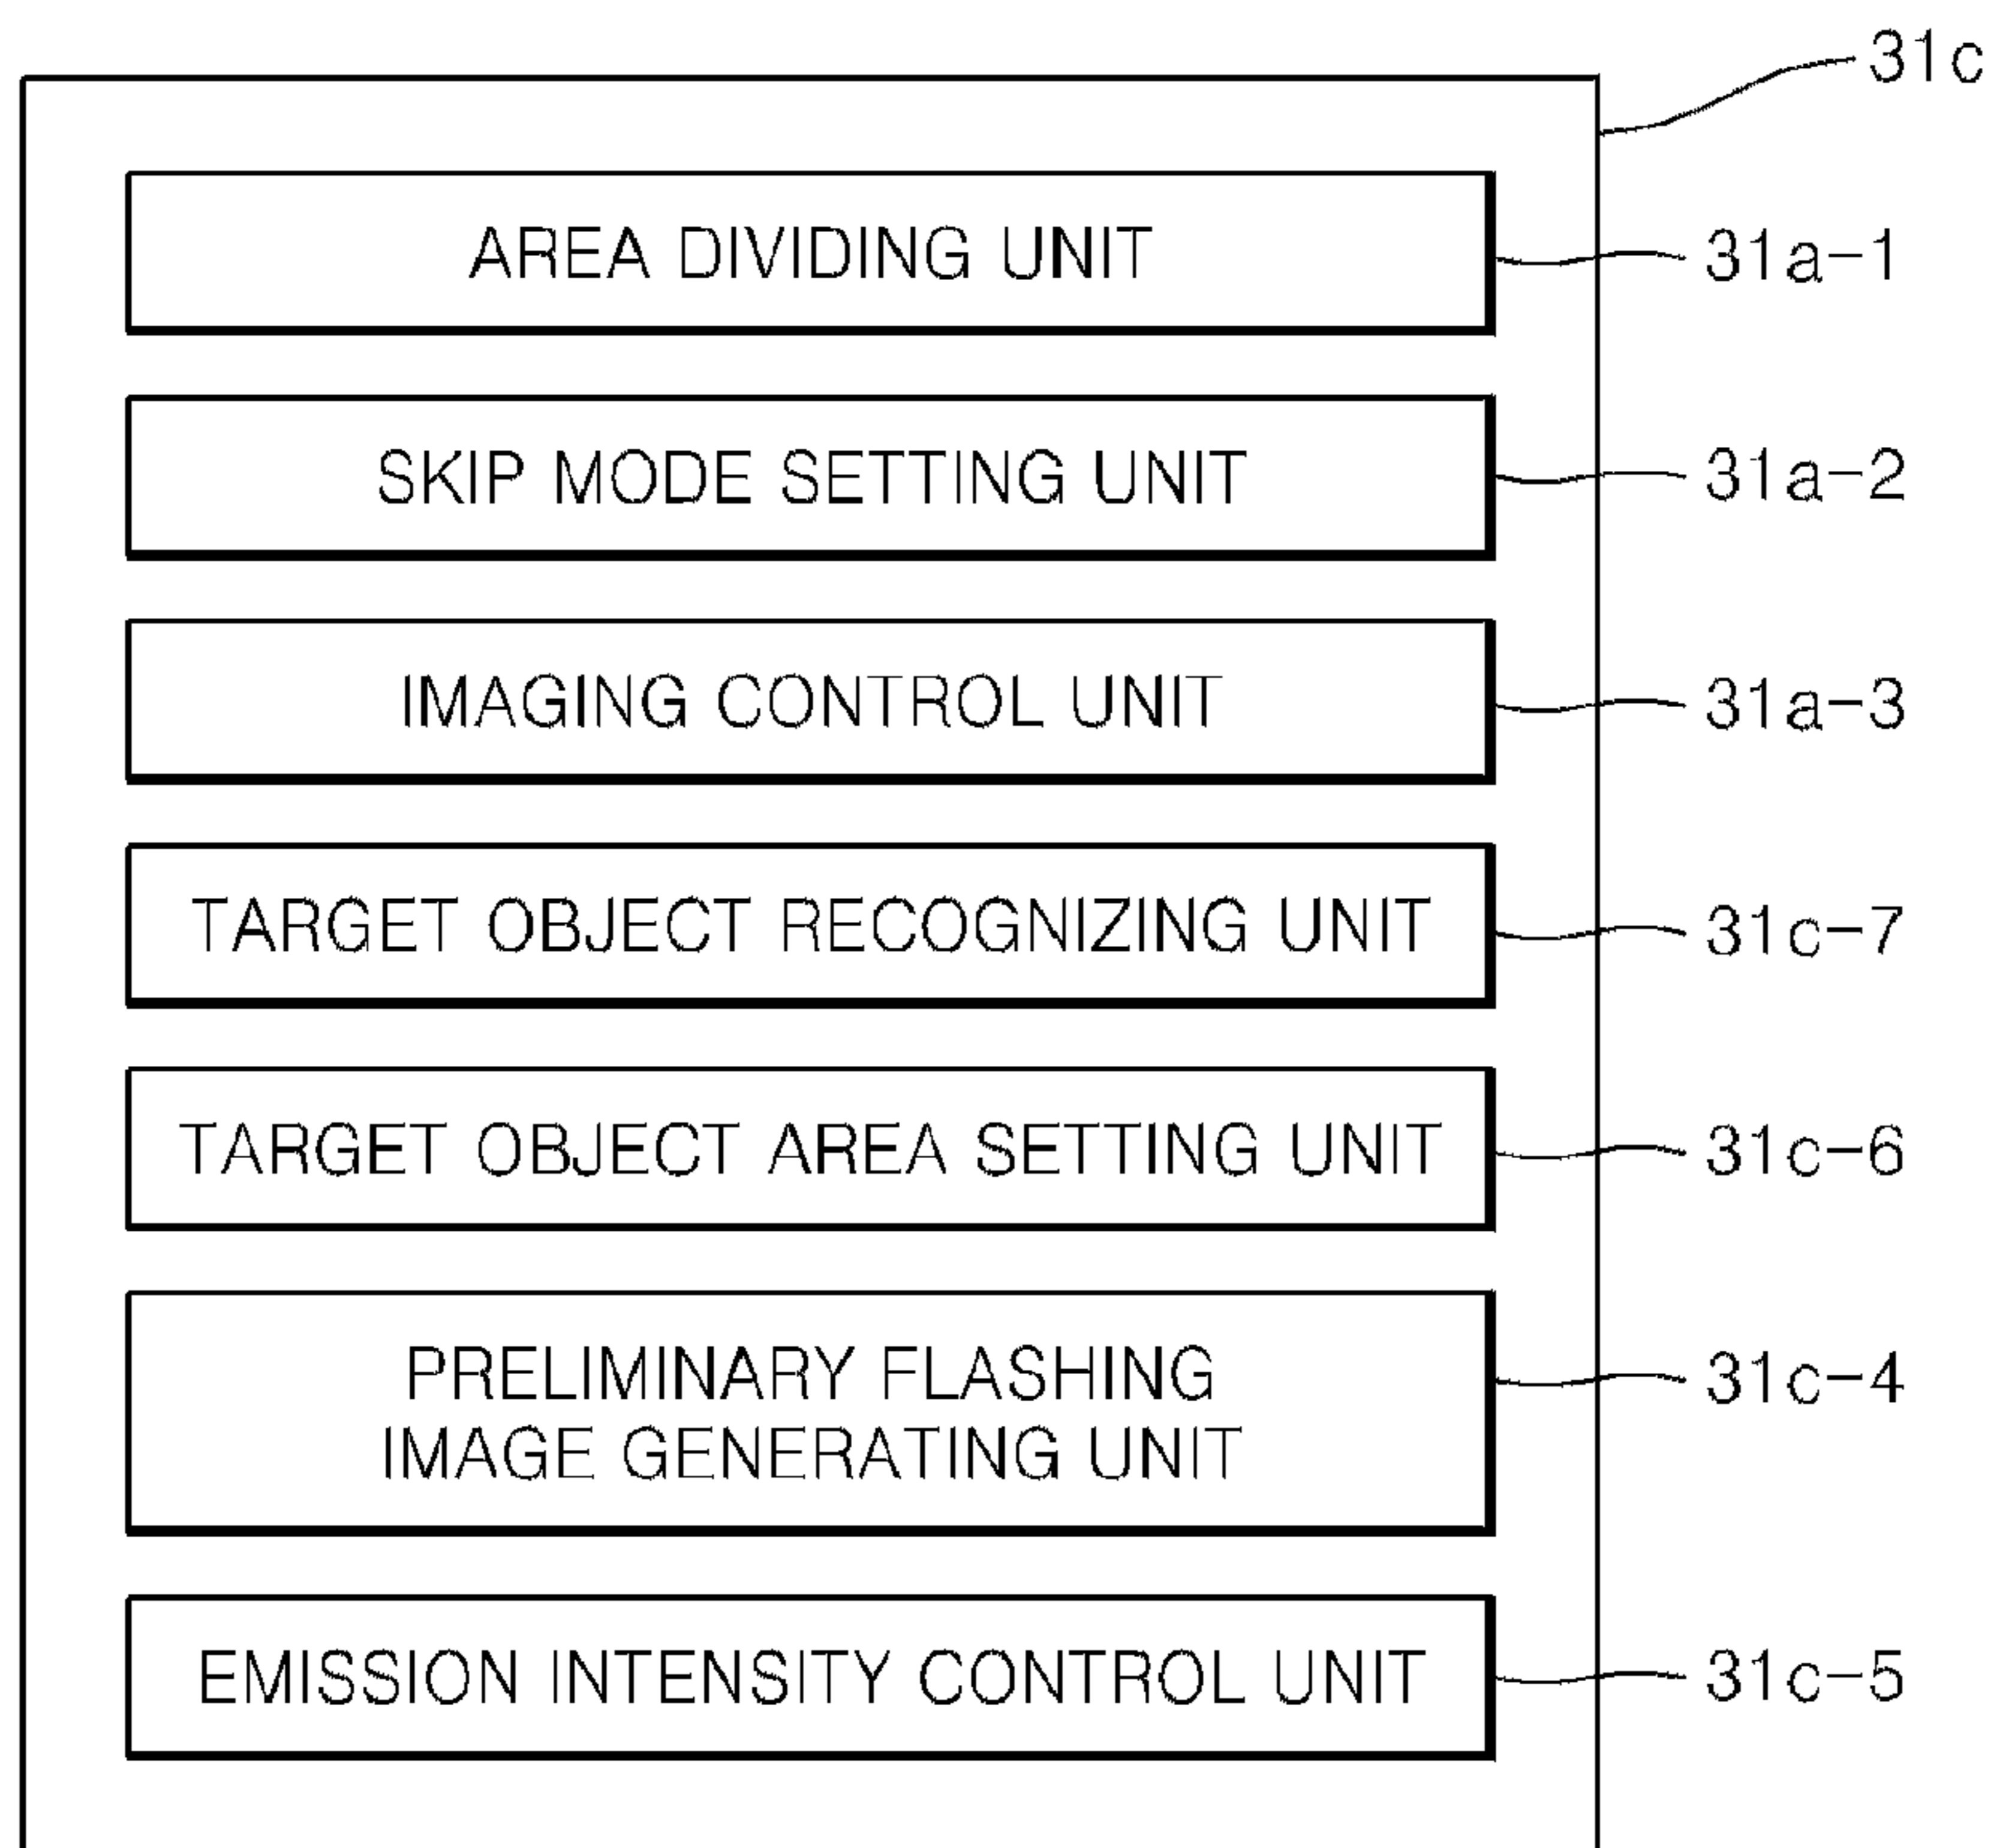 31c
AREA DIVIDING UNIT
31a-1
SKIP MODE SETTING UNIT
31a-2
IMAGING CONTROL UNIT
31a-3
TARGET OBJECT RECOGNIZING UNIT
31c-7
TARGET OBJECT AREA SETTING UNIT
31c-6
PRELIMINARY FLASHING
IMAGE GENERATING UNIT
31c-4
EMISSION INTENSITY CONTROL UNIT
31c-5